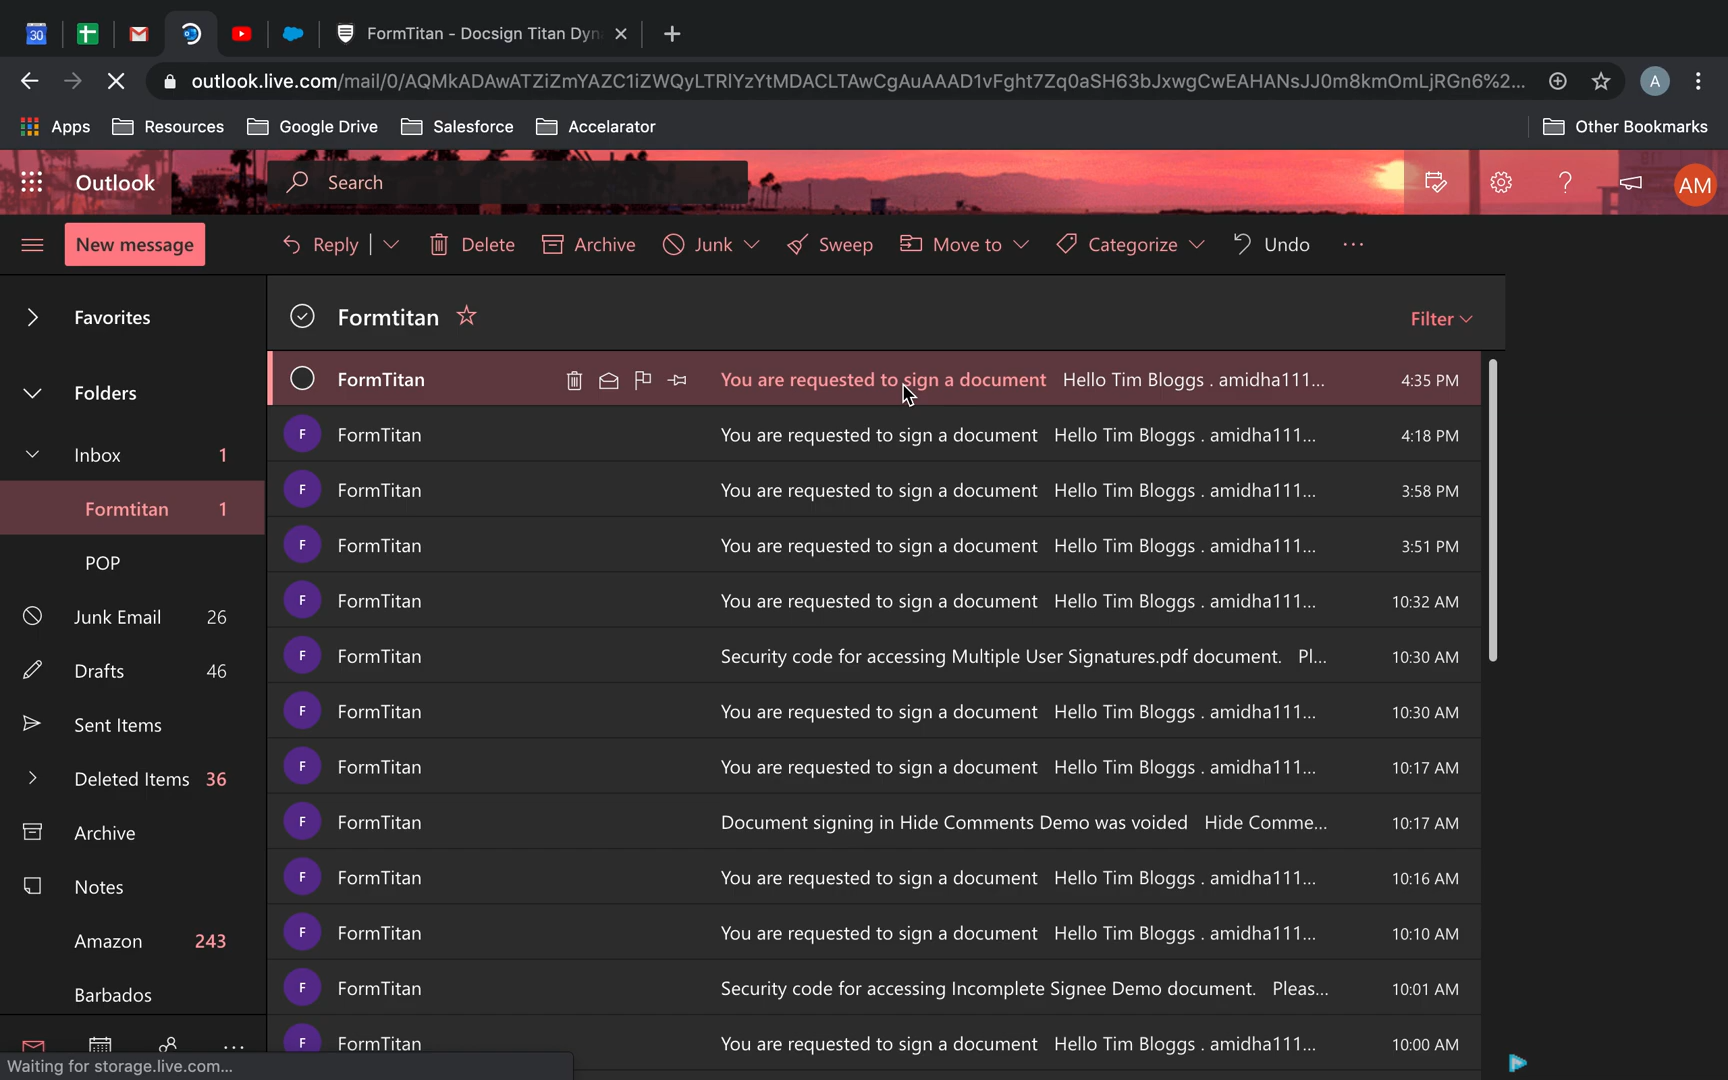 30
FormTitan - Docsign Titan Dyn
outlook.live.com/mail/0/AQMkADAwATZiZmYAZC1iZWQyLTRlYzYtMDACLTAwCgAuAAAD1vFght7Zq0aSH63bJxwgCwEAHANsJJ0m8kmOmLjRGn6%2...
A
Apps
Resources
Google Drive
Salesforce
Accelarator
Other Bookmarks
Outlook
Search
AM
New message
Reply
Delete
Archive
Junk
Sweep
Move to
Categorize
Undo
Favorites
Folders
Inbox 1
Formtitan 1
POP
Junk Email 26
Drafts 46
Sent Items
Deleted Items 36
Archive
Notes
Amazon 243
Barbados
Formtitan
Filter
FormTitan You are requested to sign a document Hello Tim Bloggs . amidha111... 4:35 PM
F FormTitan You are requested to sign a document Hello Tim Bloggs . amidha111... 4:18 PM
F FormTitan You are requested to sign a document Hello Tim Bloggs . amidha111... 3:58 PM
F FormTitan You are requested to sign a document Hello Tim Bloggs . amidha111... 3:51 PM
F FormTitan You are requested to sign a document Hello Tim Bloggs . amidha111... 10:32 AM
F FormTitan Security code for accessing Multiple User Signatures.pdf document. Pl... 10:30 AM
F FormTitan You are requested to sign a document Hello Tim Bloggs . amidha111... 10:30 AM
F FormTitan You are requested to sign a document Hello Tim Bloggs . amidha111... 10:17 AM
F FormTitan Document signing in Hide Comments Demo was voided Hide Comme... 10:17 AM
F FormTitan You are requested to sign a document Hello Tim Bloggs . amidha111... 10:16 AM
F FormTitan You are requested to sign a document Hello Tim Bloggs . amidha111... 10:10 AM
F FormTitan Security code for accessing Incomplete Signee Demo document. Pleas... 10:01 AM
F FormTitan You are requested to sign a document Hello Tim Bloggs . amidha111... 10:00 AM
Waiting for storage.live.com...